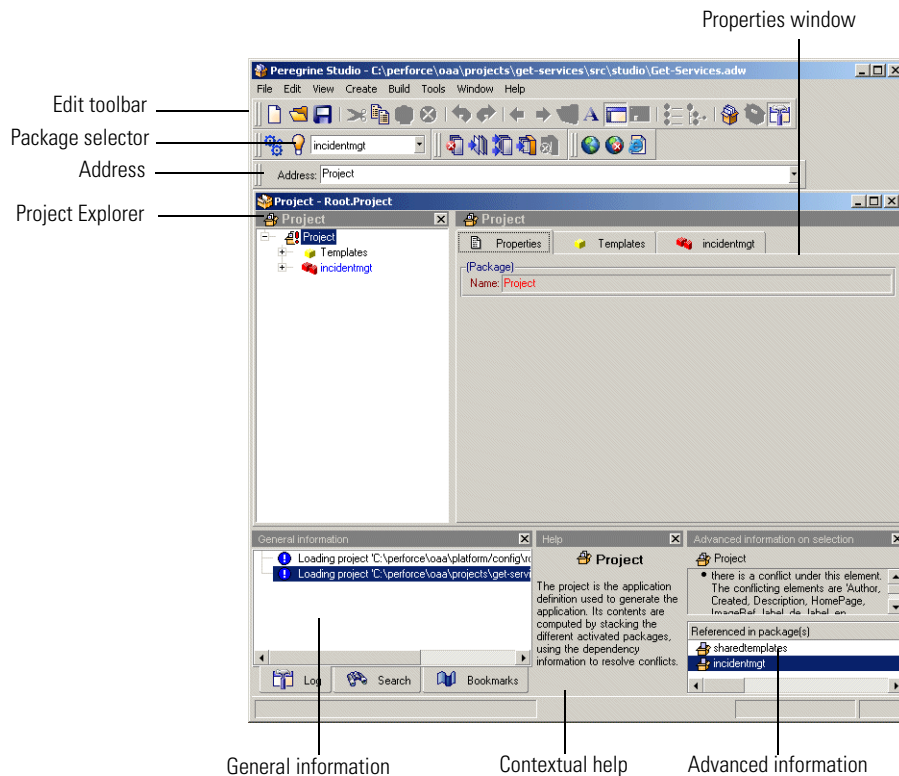 Properties window
Peregrine Studio - C:\perforce\oaa\projects\get-services\src\studio\Get-Services.adw
File Edit View Create Build Tools Window Help
Edit toolbar
Package selector
incidentmgt
Address
Address: Project
Project - Root.Project
Project Explorer
Project
Project
Project
Templates
incidentmgt
Properties
Templates
incidentmgt
(Package)
Name: Project
General information
Loading project 'C:\perforce\oaa\platform/config\
Loading project 'C:\perforce\oaa\projects\get-servi
Log
Search
Bookmarks
Help
Project
The project is the application
definition used to generate the
application. Its contents are
computed by stacking the
different activated packages,
using the dependency
information to resolve conflicts.
Advanced information on selection
Project
• there is a conflict under this element.
The conflicting elements are 'Author,
Created, Description, HomePage,
ImageRef, label_de, label_en
Referenced in package(s)
sharedtemplates
incidentmgt
General information
Contextual help
Advanced information